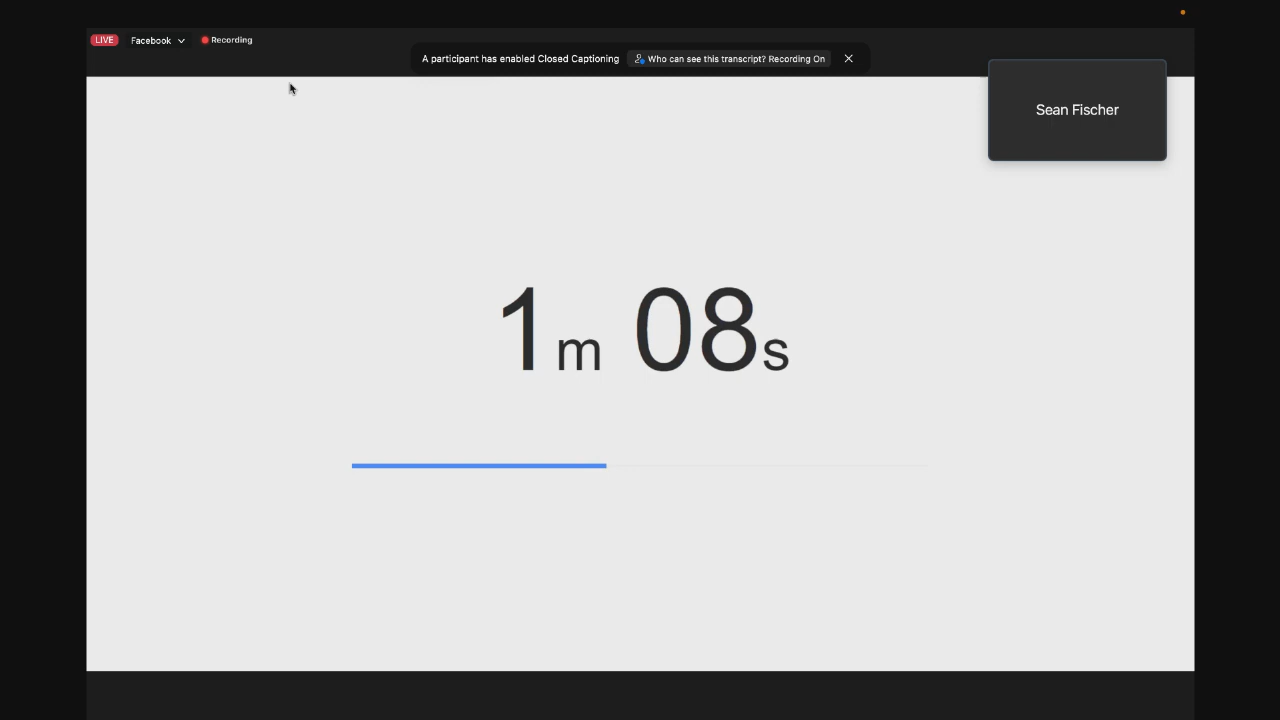 LIVE Facebook Recording
A participant has enabled Closed Captioning Who can see this transcript? Recording On
Sean Fischer
1m 08s